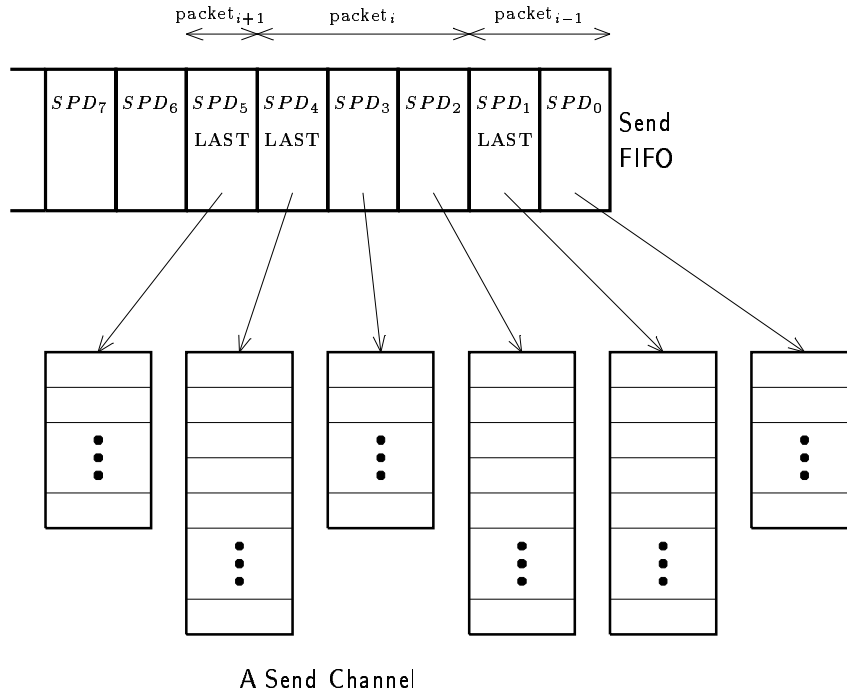 packet_{i+1} packet_i packet_{i-1}
SPD_7 SPD_6 SPD_5 SPD_4 SPD_3 SPD_2 SPD_1 SPD_0
LAST LAST LAST
Send
FIFO
A Send Channel